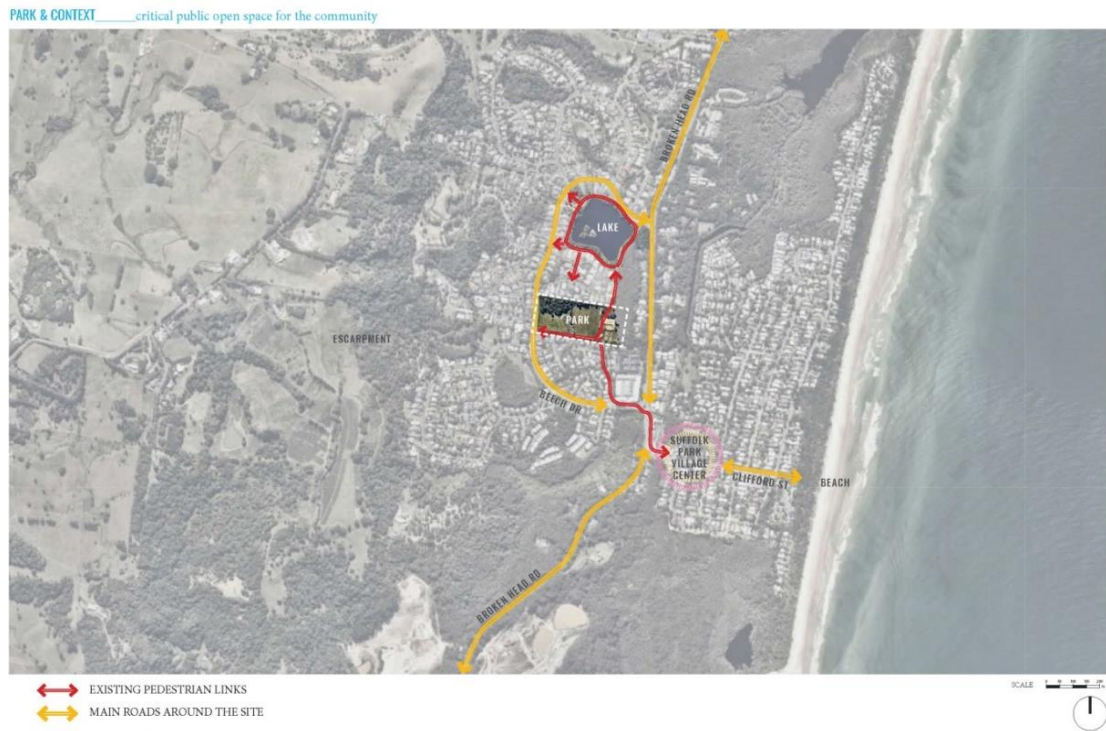 PARK & CONTEXT______critical public open space for the community
BROKEN HEAD RD
LAKE
PARK
ESCARPMENT
BEECH DR
SUFFOLK
PARK
VILLAGE
CENTER
CLIFFORD ST
BEACH
BROKEN HEAD RD
EXISTING PEDESTRIAN LINKS
SCALE
MAIN ROADS AROUND THE SITE